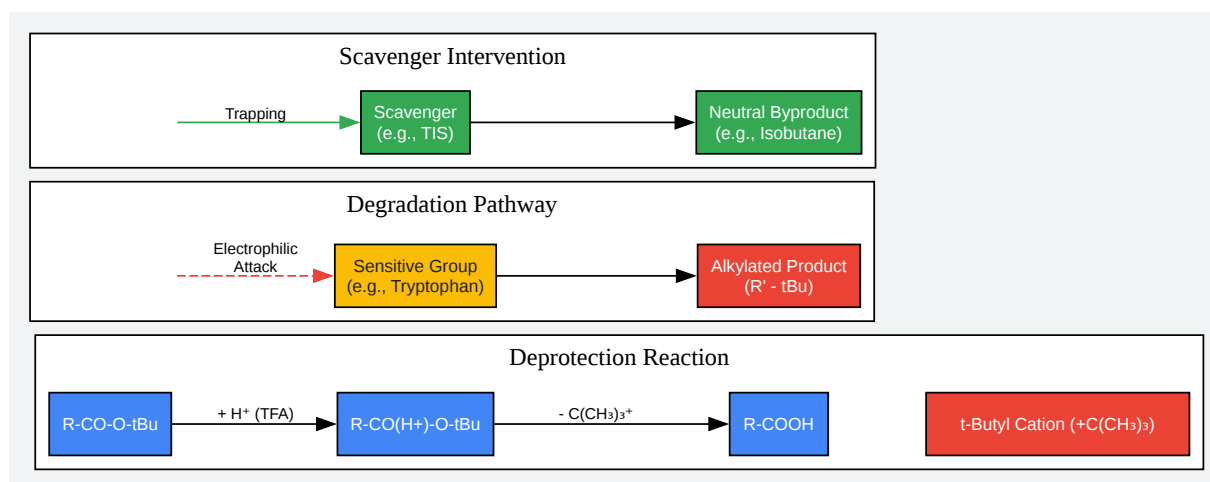 Scavenger Intervention
Trapping
Scavenger
(e.g., TIS)
Neutral Byproduct
(e.g., Isobutane)
Degradation Pathway
Electrophilic
Attack
Sensitive Group
(e.g., Tryptophan)
Alkylated Product
(R' - tBu)
Deprotection Reaction
R-CO-O-tBu
+ H⁺ (TFA)
R-CO(H+)-O-tBu
- C(CH₃)₃⁺
R-COOH
t-Butyl Cation (+C(CH₃)₃)